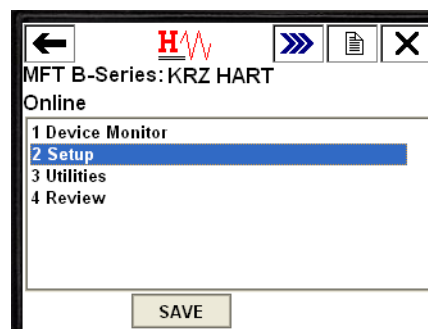 H
MFT B-Series: KRZ HART
Online
1 Device Monitor
2 Setup
3 Utilities
4 Review
SAVE